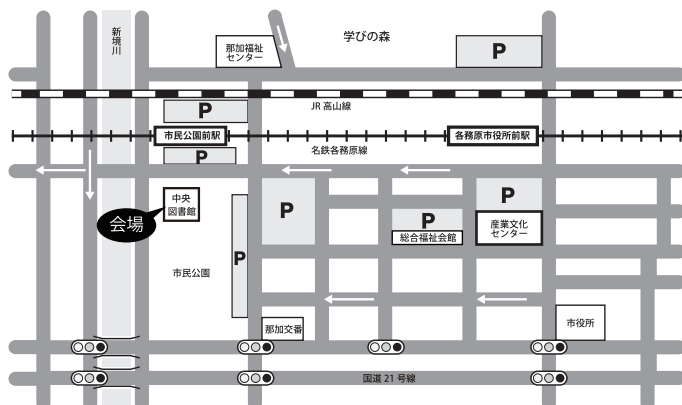 新境川
学びの森
那加福祉
センター
P
JR 高山線
P
市民公園前駅
各務原市役所前駅
名鉄各務原線
P
中央
図書館
会場
P
P
P
総合福祉会館
産業文化
センター
P
市民公園
那加交番
市役所
国道 21 号線